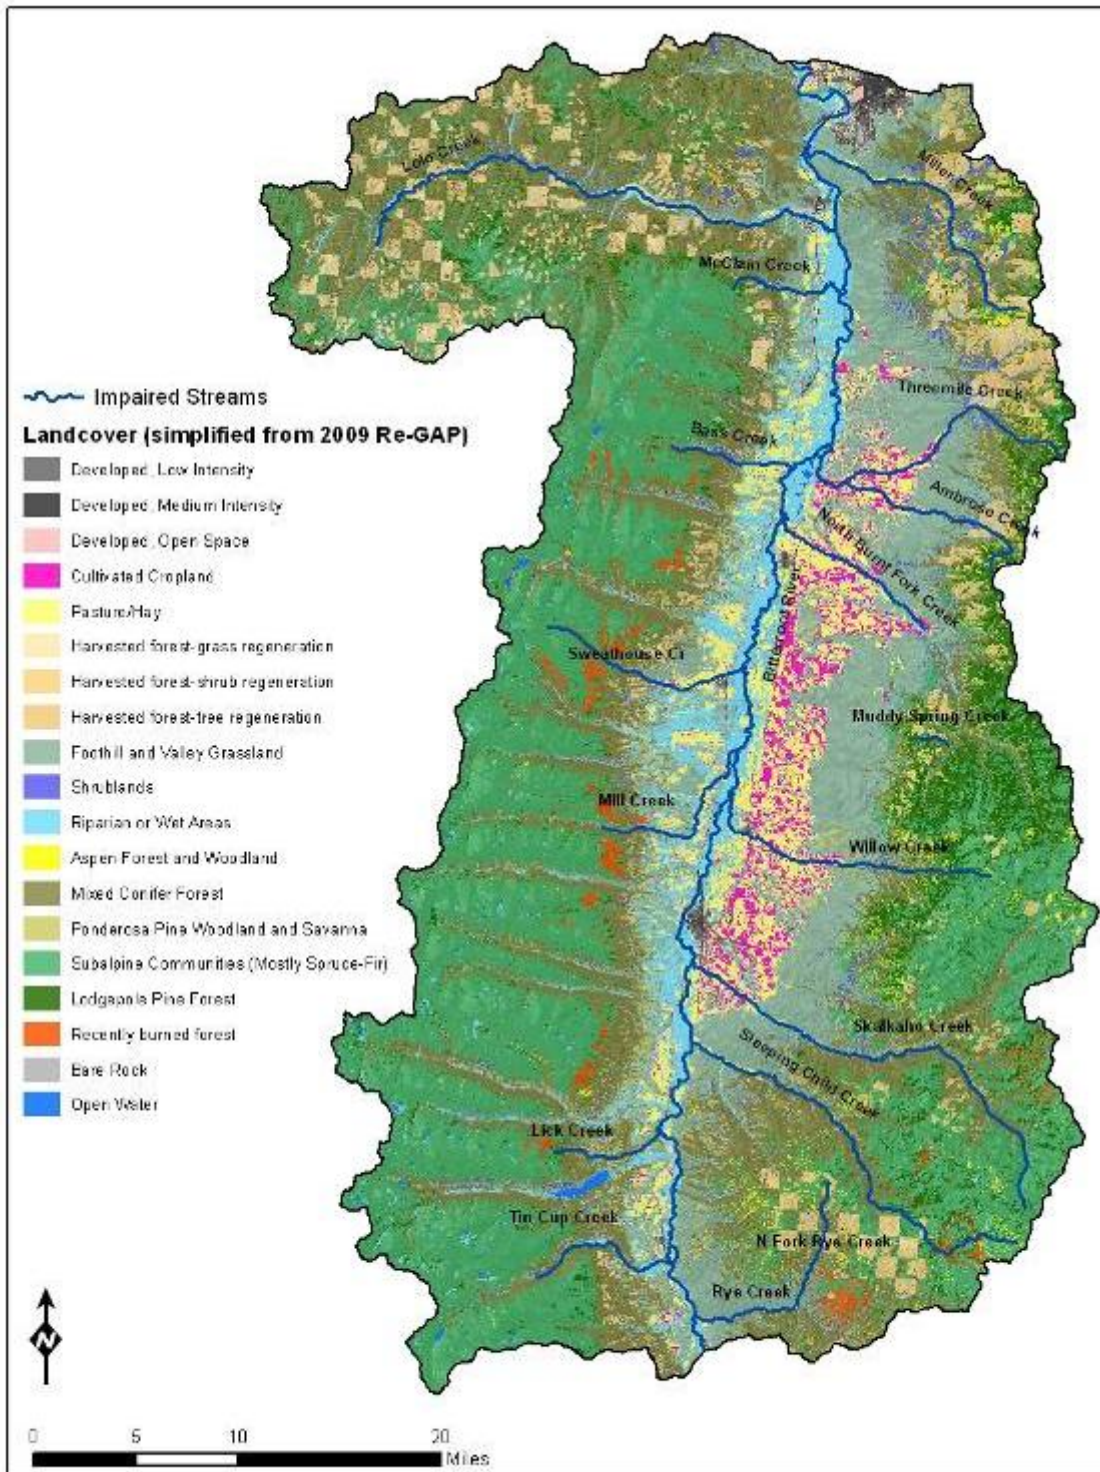 Lolo Creek
Miller Creek
McClain Creek
Threemile Creek
Bass Creek
Ambrose Creek
North Burnt Fork Creek
Bitterroot River
Sweathouse Cr
Muddy Spring Creek
Mill Creek
Willow Creek
Skalkaho Creek
Sleeping Child Creek
Lick Creek
Tin Cup Creek
N Fork Rye Creek
Rye Creek
Impaired Streams
Landcover (simplified from 2009 Re-GAP)
Developed, Low Intensity
Developed, Medium Intensity
Developed, Open Space
Cultivated Cropland
Pasture/Hay
Harvested forest-grass regeneration
Harvested forest-shrub regeneration
Harvested forest-tree regeneration
Foothill and Valley Grassland
Shrublands
Riparian or Wet Areas
Aspen Forest and Woodland
Mixed Conifer Forest
Ponderosa Pine Woodland and Savanna
Subalpine Communities (Mostly Spruce-Fir)
Lodgepole Pine Forest
Recently burned forest
Bare Rock
Open Water
N
0 5 10 20
Miles